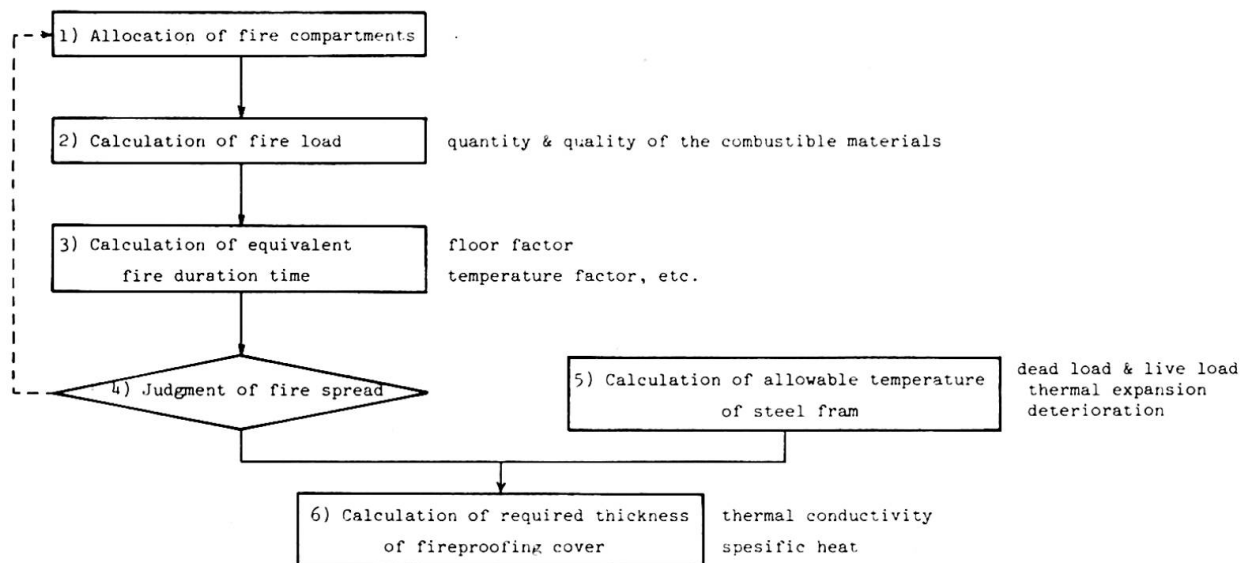 1) Allocation of fire compartments
2) Calculation of fire load
quantity & quality of the combustible materials
3) Calculation of equivalent
fire duration time
floor factor
temperature factor, etc.
4) Judgment of fire spread
5) Calculation of allowable temperature
of steel fram
dead load & live load
thermal expansion
deterioration
6) Calculation of required thickness
of fireproofing cover
thermal conductivity
spesific heat